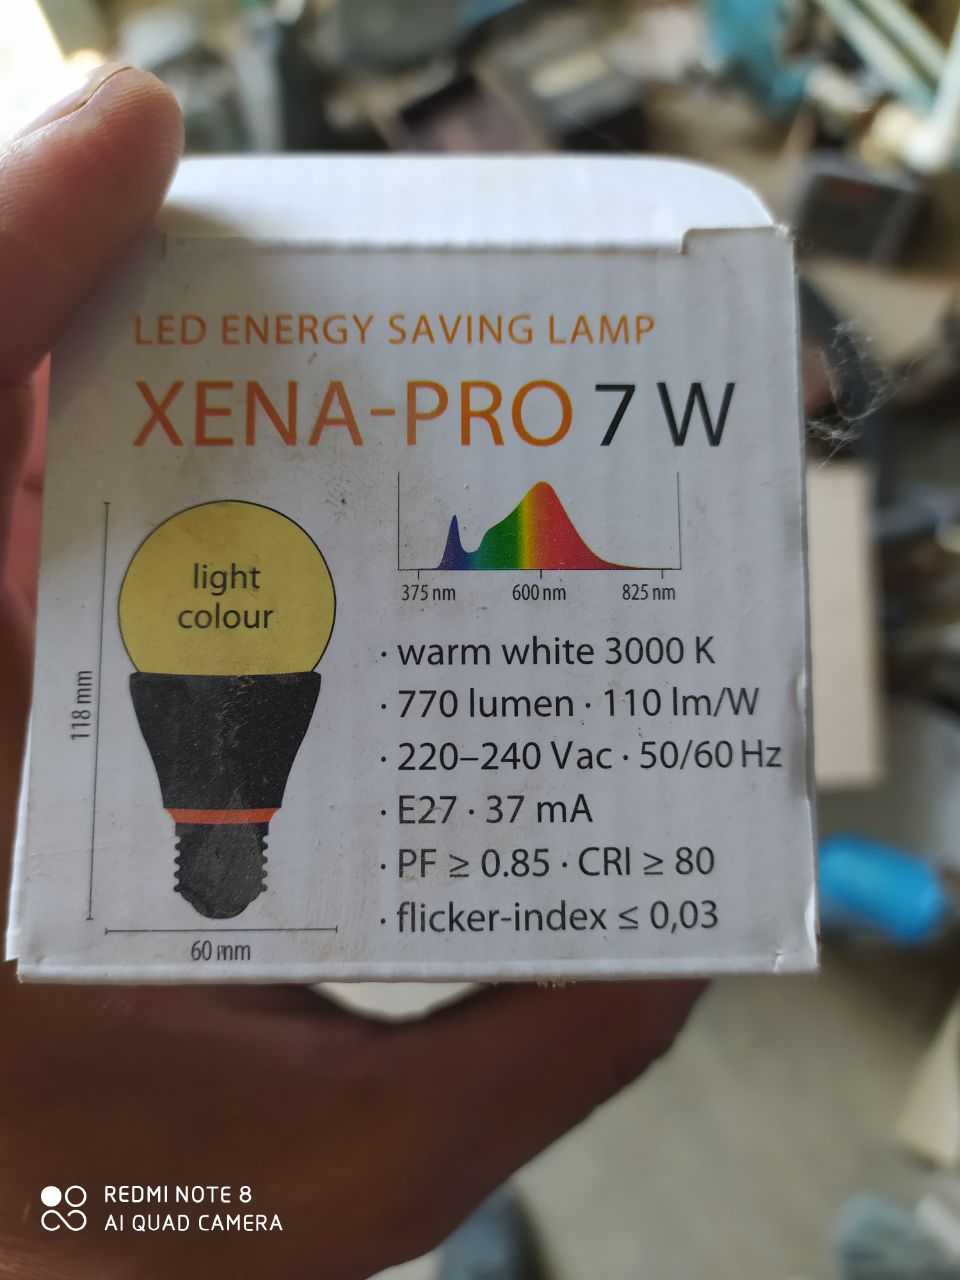 LED ENERGY SAVING LAMP
XENA-PRO 7 W
light
colour
118 mm
60 mm
375 nm 600 nm 825 nm
· warm white 3000 K
· 770 lumen · 110 lm/W
· 220–240 Vac · 50/60 Hz
· E27 · 37 mA
· PF ≥ 0.85 · CRI ≥ 80
· flicker-index ≤ 0,03
REDMI NOTE 8
AI QUAD CAMERA